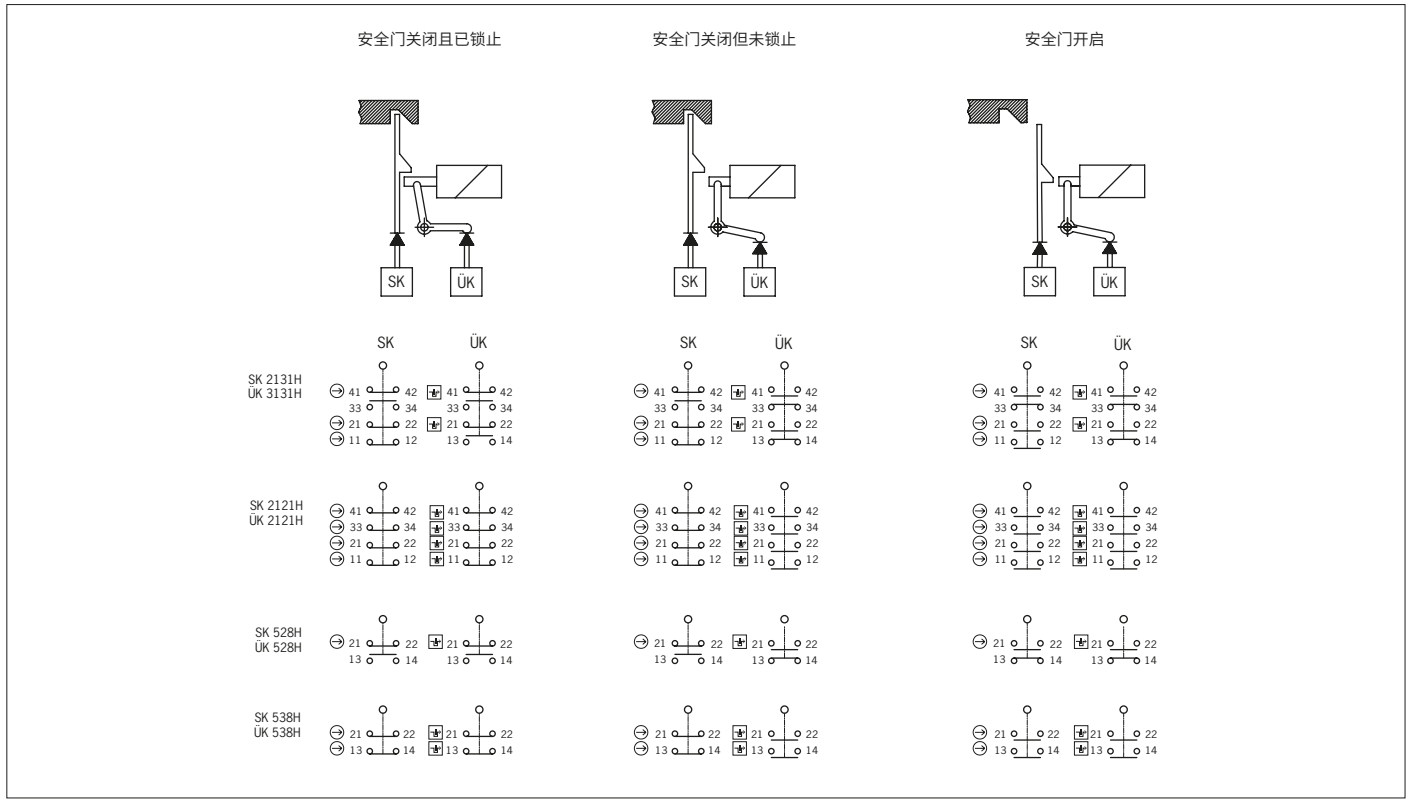 安全门关闭且已锁止 安全门关闭但未锁止 安全门开启
SK ÜK SK ÜK SK ÜK
SK ÜK SK ÜK SK ÜK
SK 2131H
ÜK 3131H
41 42 41 42 41 42 41 42 41 42 41 42
33 34 33 34 33 34 33 34 33 34 33 34
21 22 21 22 21 22 21 22 21 22 21 22
11 12 13 14 11 12 13 14 11 12 13 14
SK 2121H
ÜK 2121H
41 42 41 42 41 42 41 42 41 42 41 42
33 34 33 34 33 34 33 34 33 34 33 34
21 22 21 22 21 22 21 22 21 22 21 22
11 12 11 12 11 12 11 12 11 12 11 12
SK 528H
ÜK 528H
21 22 21 22 21 22 21 22 21 22 21 22
13 14 13 14 13 14 13 14 13 14 13 14
SK 538H
ÜK 538H
21 22 21 22 21 22 21 22 21 22 21 22
13 14 13 14 13 14 13 14 13 14 13 14